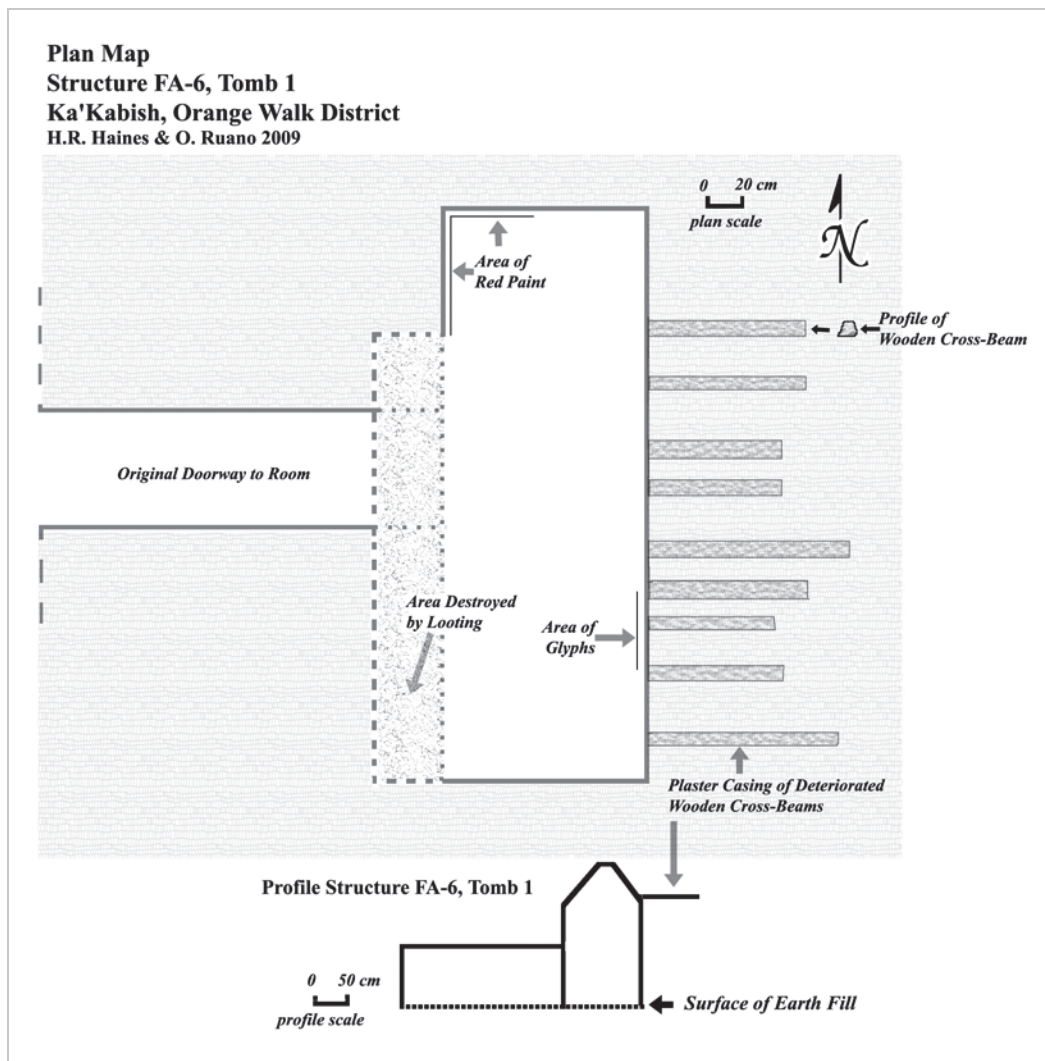 Plan Map
Structure FA-6, Tomb 1
Ka'Kabish, Orange Walk District
H.R. Haines & O. Ruano 2009
0 20 cm
plan scale
N
Area of
Red Paint
Profile of
Wooden Cross-Beam
Original Doorway to Room
Area Destroyed
by Looting
Area of
Glyphs
Plaster Casing of Deteriorated
Wooden Cross-Beams
Profile Structure FA-6, Tomb 1
0 50 cm
profile scale
Surface of Earth Fill